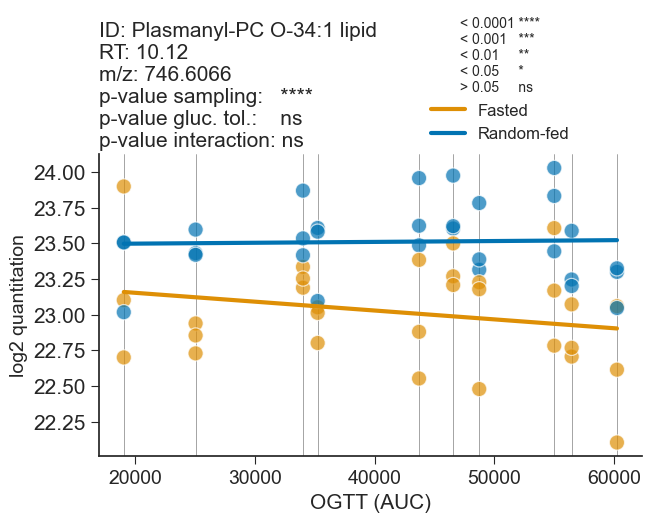 ID: Plasmanyl-PC O-34:1 lipid
RT: 10.12
m/z: 746.6066
p-value sampling: ****
p-value gluc. tol.: ns
p-value interaction: ns
< 0.0001 ****
< 0.001 ***
< 0.01 **
< 0.05 *
> 0.05 ns
Fasted
Random-fed
24.00
23.75
23.50
23.25
23.00
22.75
22.50
22.25
log2 quantitation
20000 30000 40000 50000 60000
OGTT (AUC)